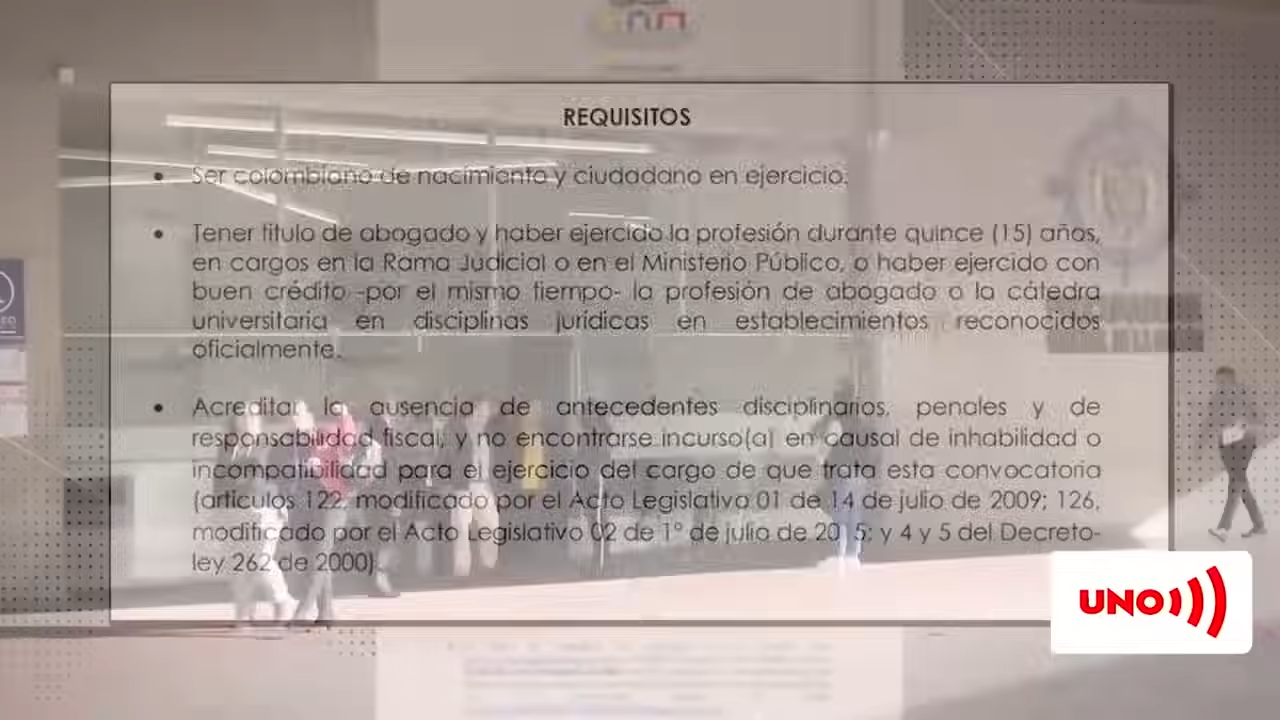 REQUISITOS
• Ser colombiano de nacimiento y ciudadano en ejercicio.
• Tener título de abogado y haber ejercido la profesión durante quince (15) años,
en cargos en la Rama Judicial o en el Ministerio Público, o haber ejercido con
buen crédito -por el mismo tiempo- la profesión de abogado o la cátedra
universitaria en disciplinas jurídicas en establecimientos reconocidos
oficialmente.
• Acreditar la ausencia de antecedentes disciplinarios, penales y de
responsabilidad fiscal; y no encontrarse incurso(a) en causal de inhabilidad o
incompatibilidad para el ejercicio del cargo de que trata esta convocatoria
(artículos 122, modificado por el Acto Legislativo 01 de 14 de julio de 2009; 126,
modificado por el Acto Legislativo 02 de 1° de julio de 2015; y 4 y 5 del Decreto-
ley 262 de 2000).
UNO